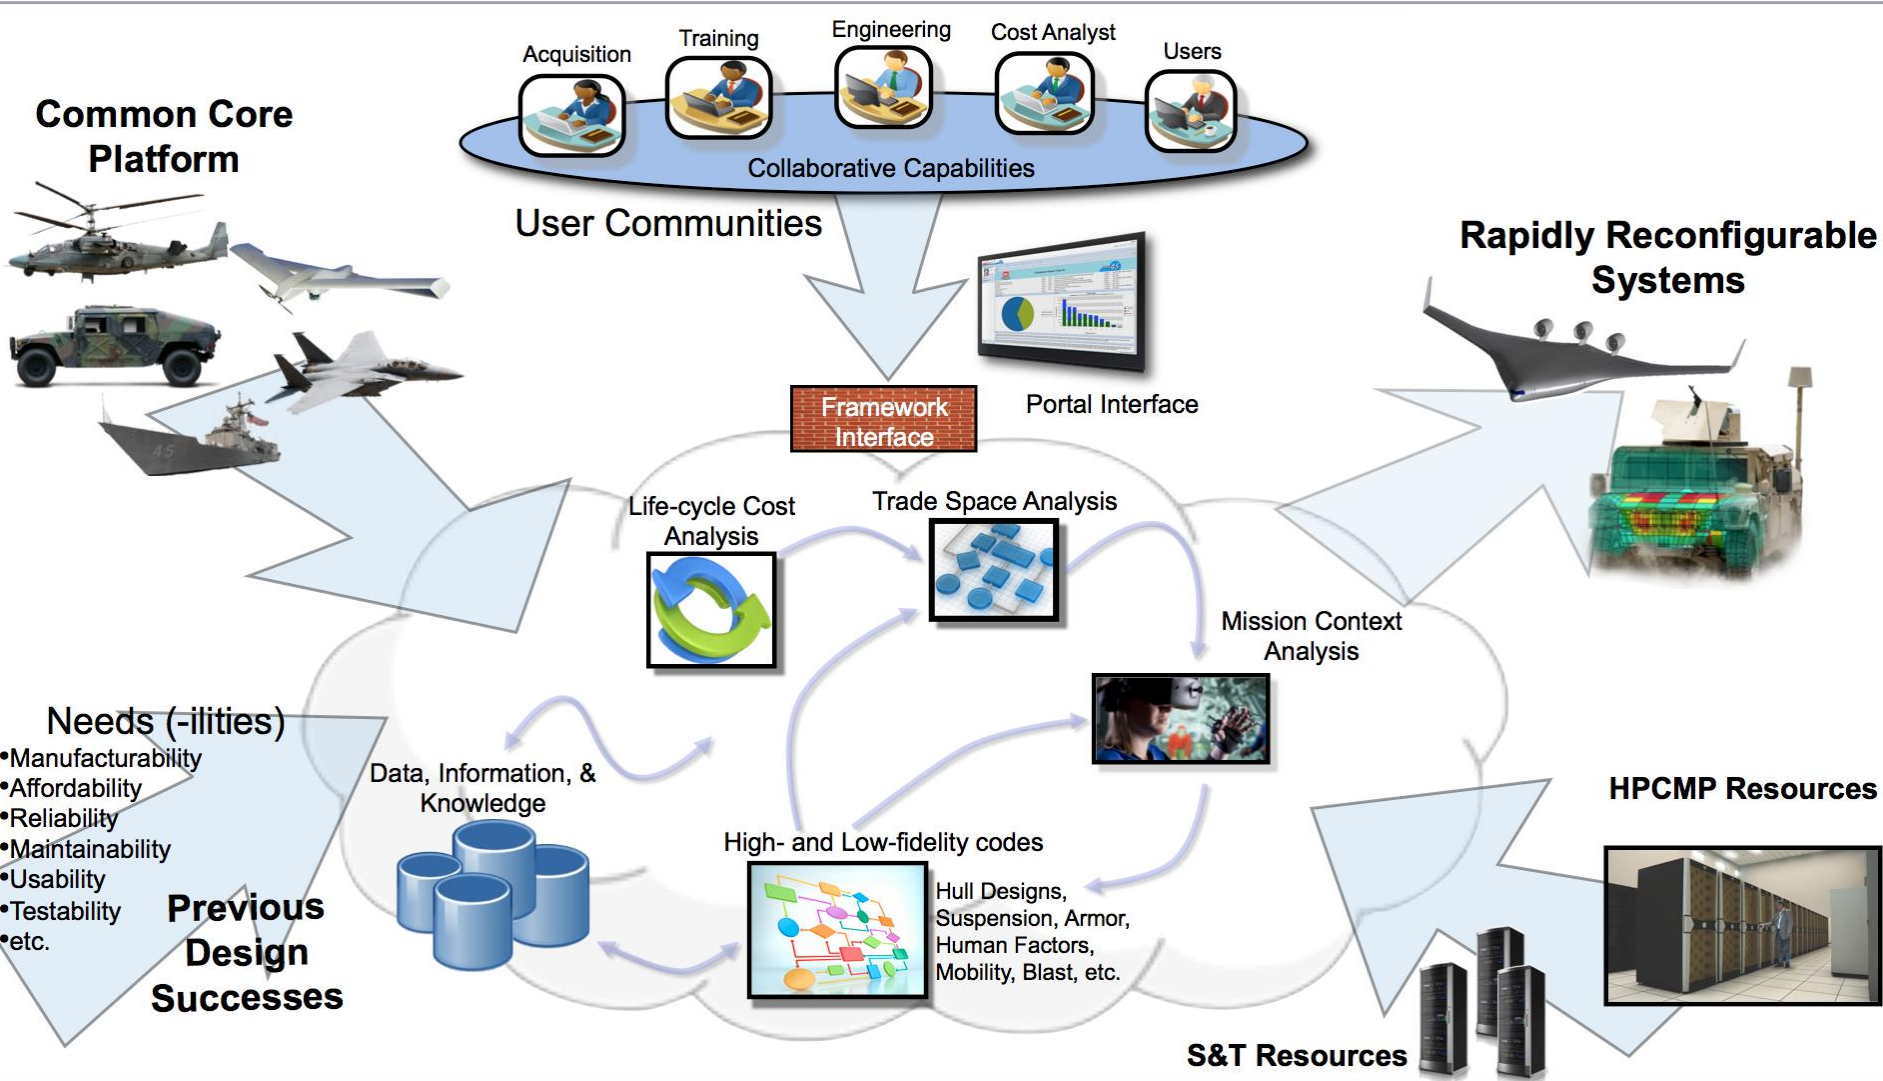 Acquisition
Training
Engineering
Cost Analyst
Users
Collaborative Capabilities
User Communities
Common Core
Platform
45
Rapidly Reconfigurable
Systems
Portal Interface
Framework
Interface
Life-cycle Cost
Analysis
Trade Space Analysis
Mission Context
Analysis
Needs (-ilities)
•Manufacturability
•Affordability
•Reliability
•Maintainability
•Usability
•Testability
•etc.
Previous
Design
Successes
Data, Information, &
Knowledge
High- and Low-fidelity codes
Hull Designs,
Suspension, Armor,
Human Factors,
Mobility, Blast, etc.
HPCMP Resources
S&T Resources